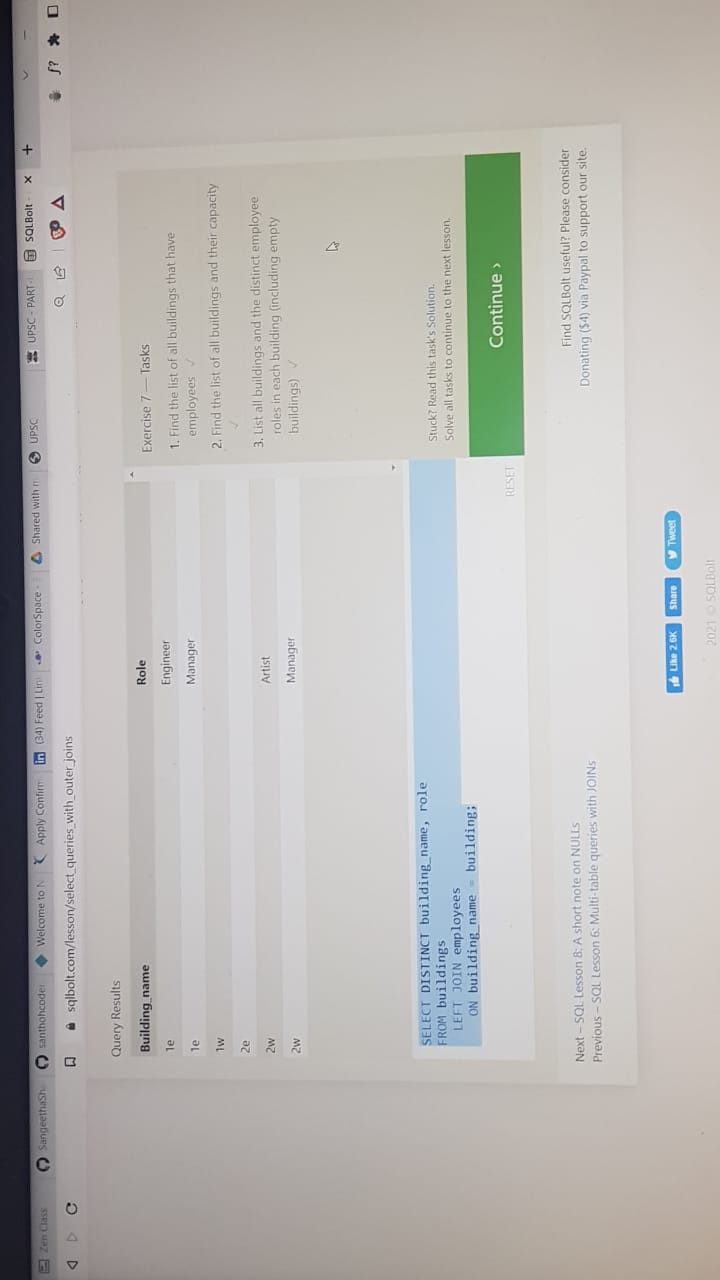 Zen Class
SangeethaSh
santhohcoder
Welcome to N
Apply Confirm
(34) Feed | Lin
ColorSpace -
Shared with m
UPSC
UPSC - PART-
SQLBolt -
sqlbolt.com/lesson/select_queries_with_outer_joins
Query Results
Building_name Role
1e Engineer
1e Manager
1w
2e
2w Artist
2w Manager
Exercise 7 — Tasks
1. Find the list of all buildings that have
employees ✓
2. Find the list of all buildings and their capacity
✓
3. List all buildings and the distinct employee
roles in each building (including empty
buildings) ✓
SELECT DISTINCT building_name, role
FROM buildings
LEFT JOIN employees
ON building_name = building;
RESET
Stuck? Read this task's Solution.
Solve all tasks to continue to the next lesson.
Continue ›
Next – SQL Lesson 8: A short note on NULLs
Previous – SQL Lesson 6: Multi-table queries with JOINs
Find SQLBolt useful? Please consider
Donating ($4) via Paypal to support our site.
Like 2.6K
Share
Tweet
2021 © SQLBolt